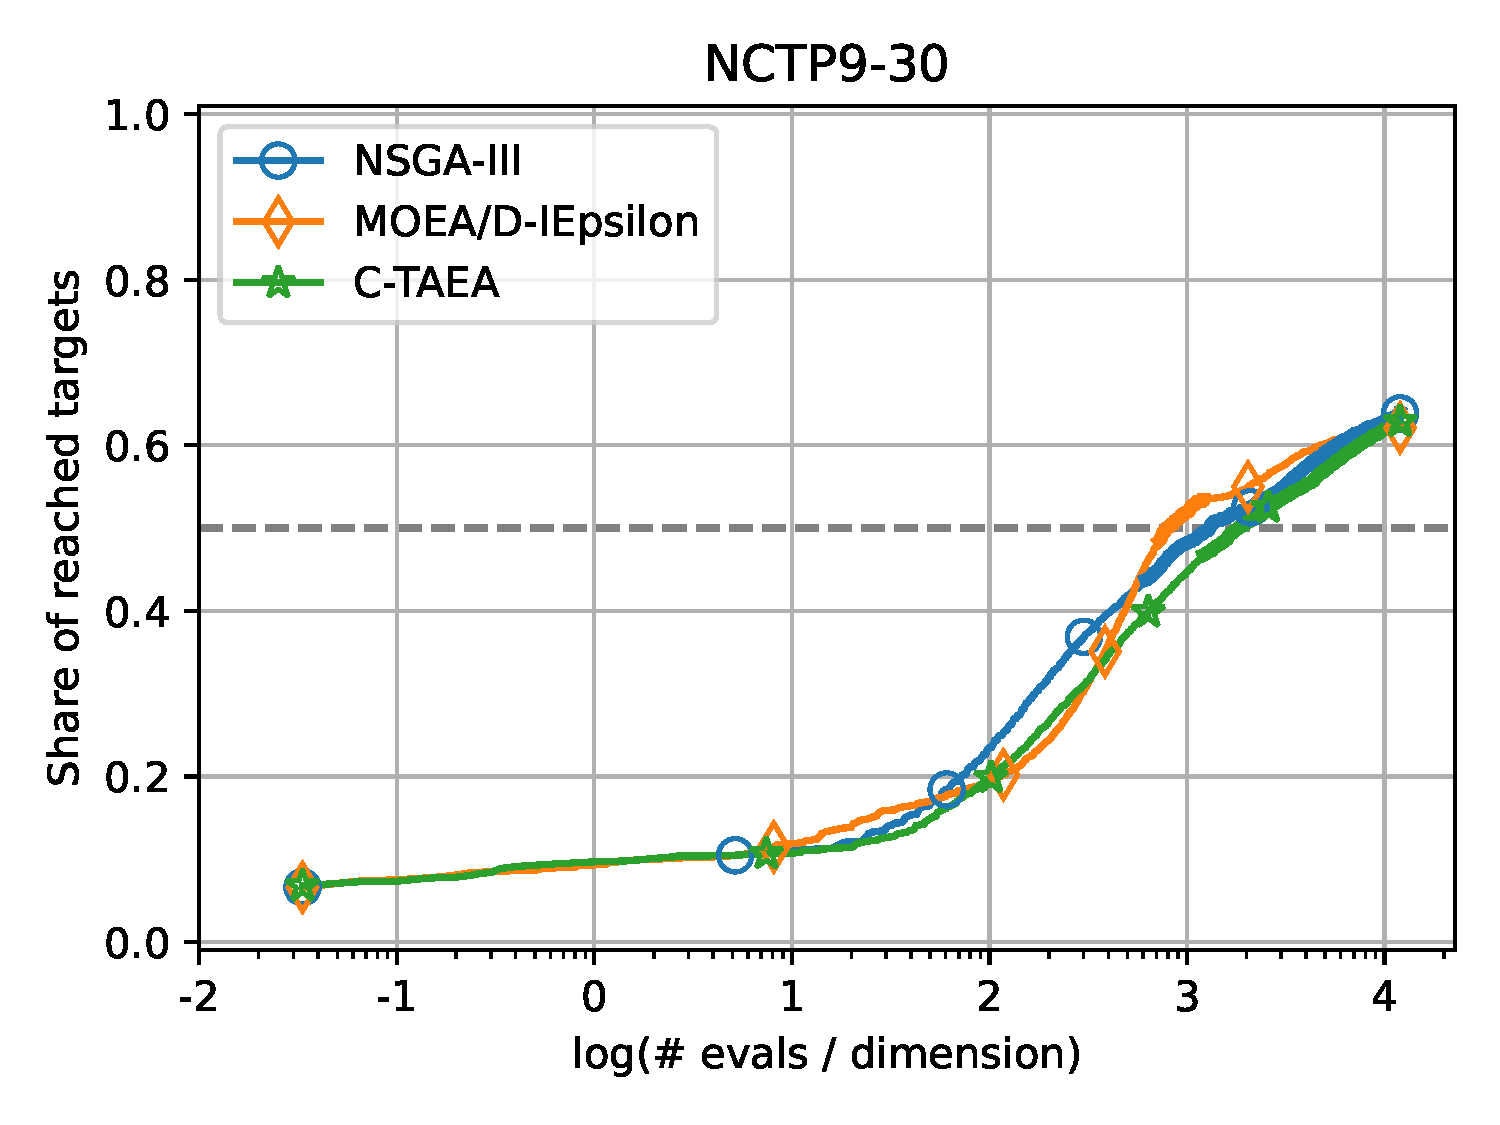 NCTP9-30
1.0
0.8
0.6
0.4
0.2
0.0
Share of reached targets
NSGA-III
MOEA/D-IEpsilon
C-TAEA
-2 -1 0 1 2 3 4
log(# evals / dimension)